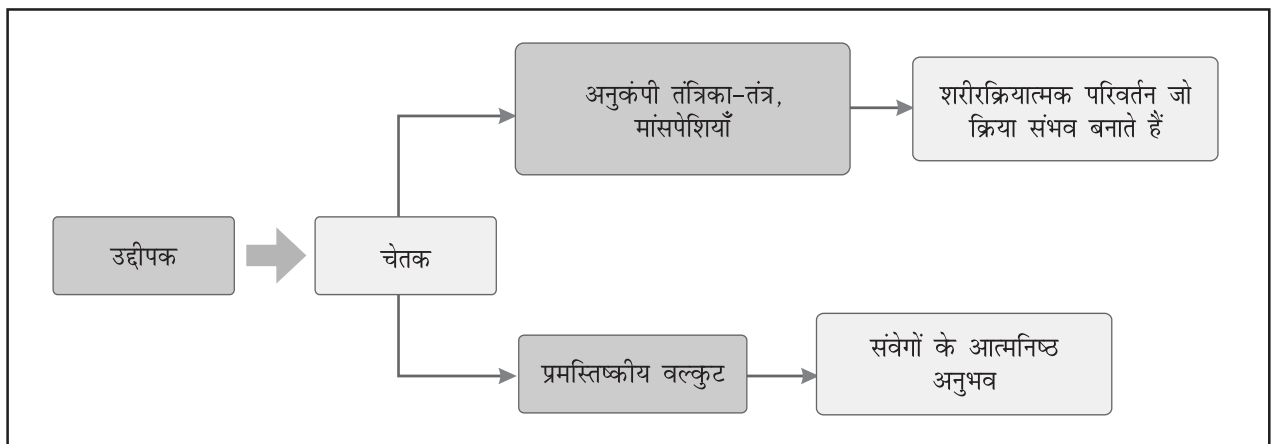 अनुकंपी तंत्रिका-तंत्र,
मांसपेशियाँ
शरीरक्रियात्मक परिवर्तन जो
क्रिया संभव बनाते हैं
उद्दीपक
चेतक
प्रमस्तिष्कीय वल्कुट
संवेगों के आत्मनिष्ठ
अनुभव